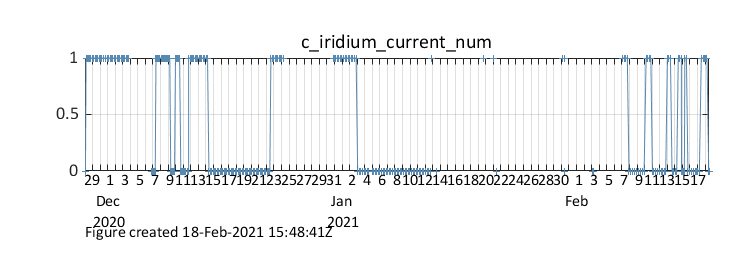 c_iridium_current_num
1
0.5
0
29 1 3 5 7 9 11 13 15 17 19 21 23 25 27 29 31 2 4 6 8 10 12 14 16 18 20 22 24 26 28 30 1 3 5 7 9 11 13 15 17
Dec Jan Feb
2020 2021
Figure created 18-Feb-2021 15:48:41Z